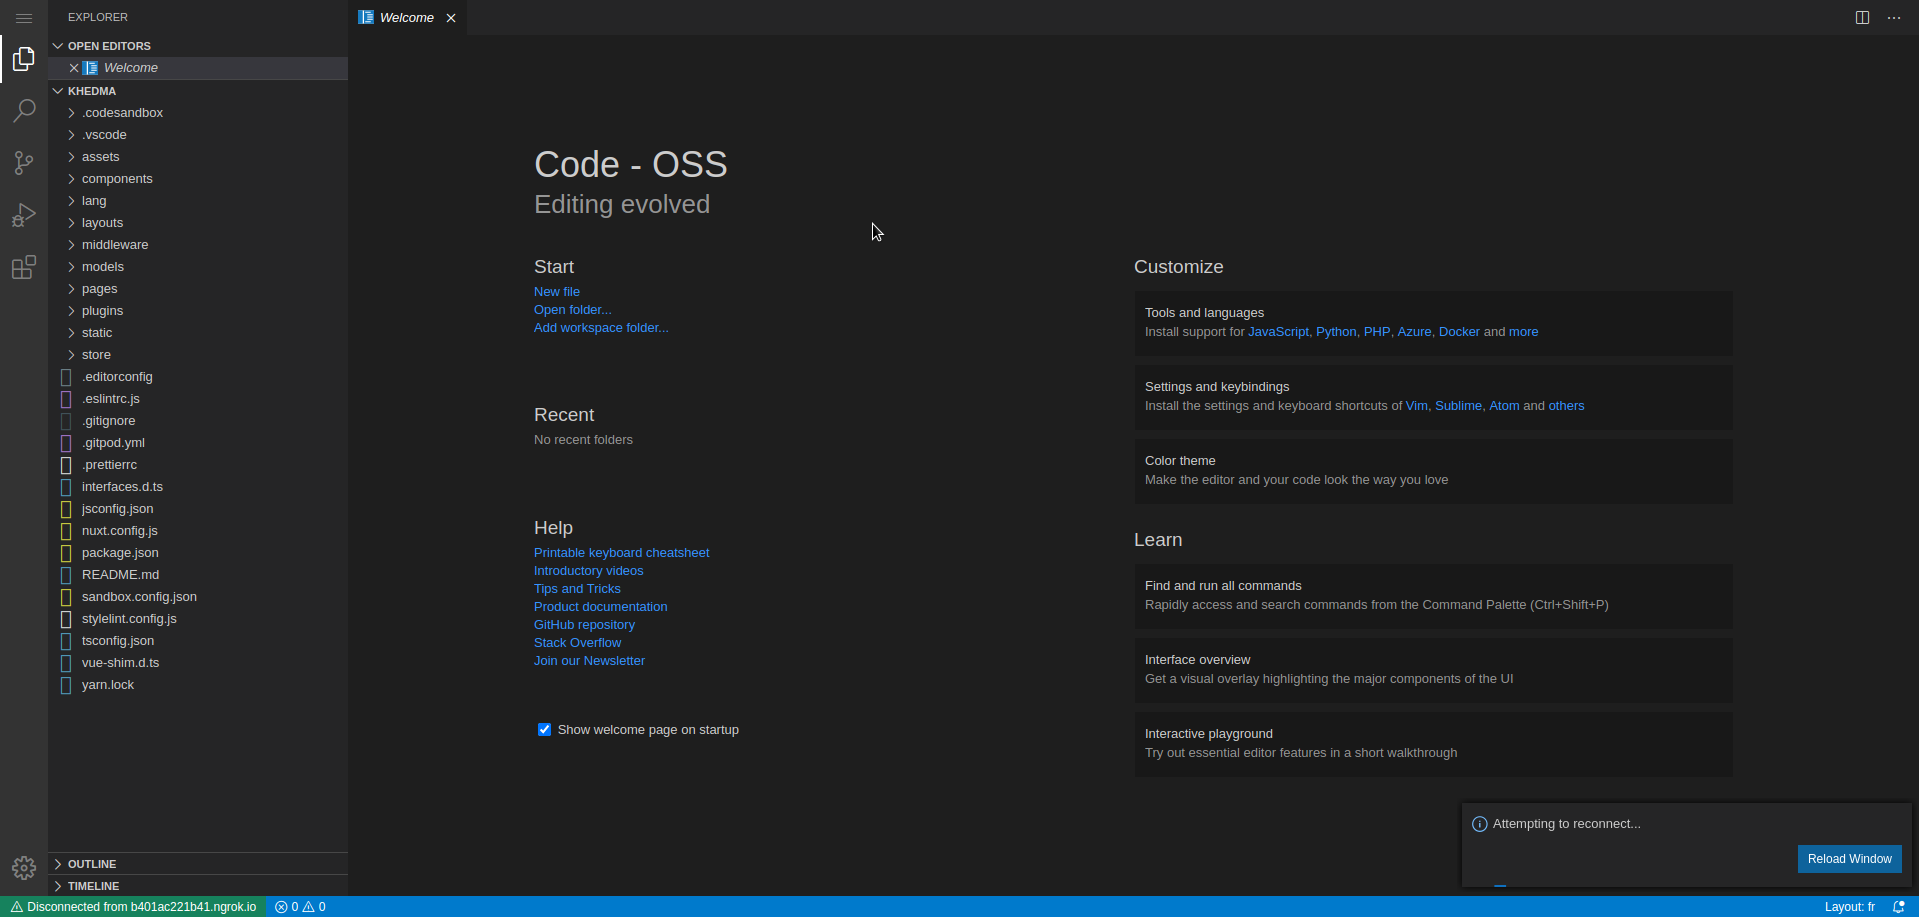 EXPLORER
OPEN EDITORS
Welcome
KHEDMA
.codesandbox
.vscode
assets
components
lang
layouts
middleware
models
pages
plugins
static
store
.editorconfig
.eslintrc.js
.gitignore
.gitpod.yml
.prettierrc
interfaces.d.ts
jsconfig.json
nuxt.config.js
package.json
README.md
sandbox.config.json
stylelint.config.js
tsconfig.json
vue-shim.d.ts
yarn.lock
OUTLINE
TIMELINE
Welcome
Code - OSS
Editing evolved
Start
New file
Open folder...
Add workspace folder...
Recent
No recent folders
Help
Printable keyboard cheatsheet
Introductory videos
Tips and Tricks
Product documentation
GitHub repository
Stack Overflow
Join our Newsletter
Show welcome page on startup
Customize
Tools and languages
Install support for JavaScript, Python, PHP, Azure, Docker and more
Settings and keybindings
Install the settings and keyboard shortcuts of Vim, Sublime, Atom and others
Color theme
Make the editor and your code look the way you love
Learn
Find and run all commands
Rapidly access and search commands from the Command Palette (Ctrl+Shift+P)
Interface overview
Get a visual overlay highlighting the major components of the UI
Interactive playground
Try out essential editor features in a short walkthrough
Attempting to reconnect...
Reload Window
Disconnected from b401ac221b41.ngrok.io 0 0 Layout: fr